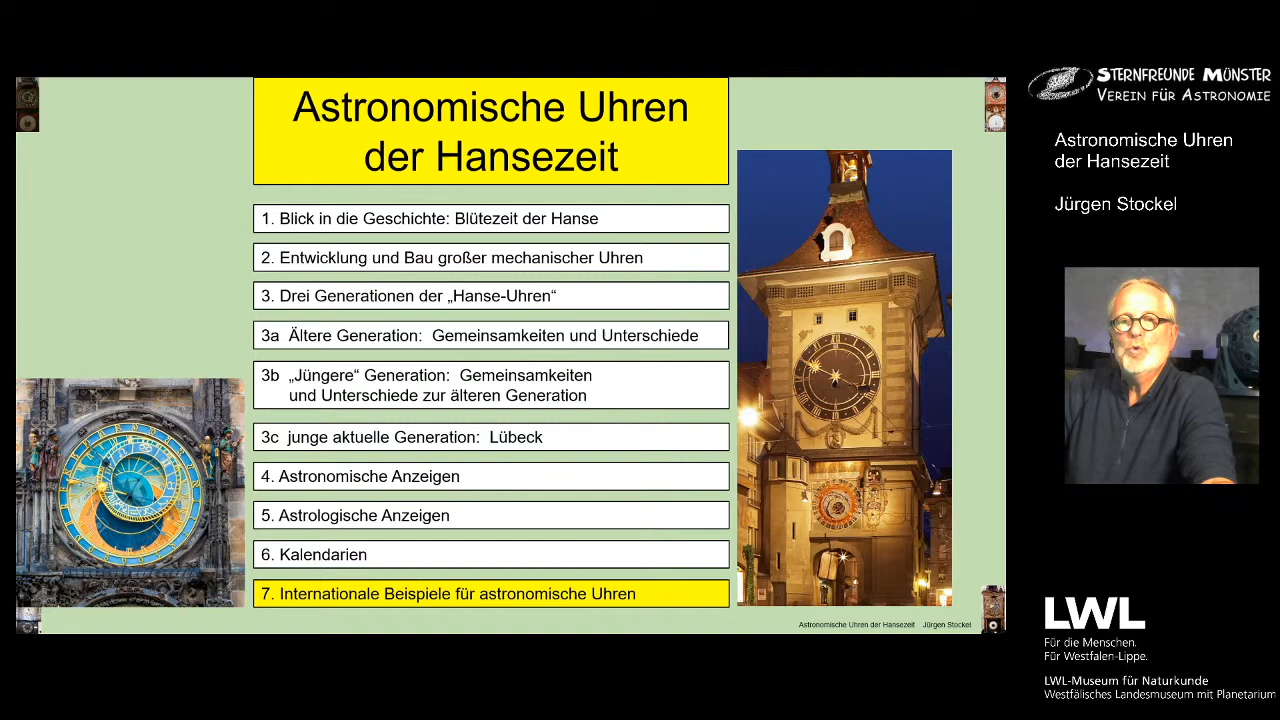 Astronomische Uhren
der Hansezeit
1. Blick in die Geschichte: Blütezeit der Hanse
2. Entwicklung und Bau großer mechanischer Uhren
3. Drei Generationen der „Hanse-Uhren“
3a Ältere Generation: Gemeinsamkeiten und Unterschiede
3b „Jüngere“ Generation: Gemeinsamkeiten
und Unterschiede zur älteren Generation
3c junge aktuelle Generation: Lübeck
4. Astronomische Anzeigen
5. Astrologische Anzeigen
6. Kalendarien
7. Internationale Beispiele für astronomische Uhren
Astronomische Uhren der Hansezeit Jürgen Stockel
STERNFREUNDE MÜNSTER
VEREIN FÜR ASTRONOMIE
Astronomische Uhren
der Hansezeit
Jürgen Stockel
LWL
Für die Menschen.
Für Westfalen-Lippe.
LWL-Museum für Naturkunde
Westfälisches Landesmuseum mit Planetarium